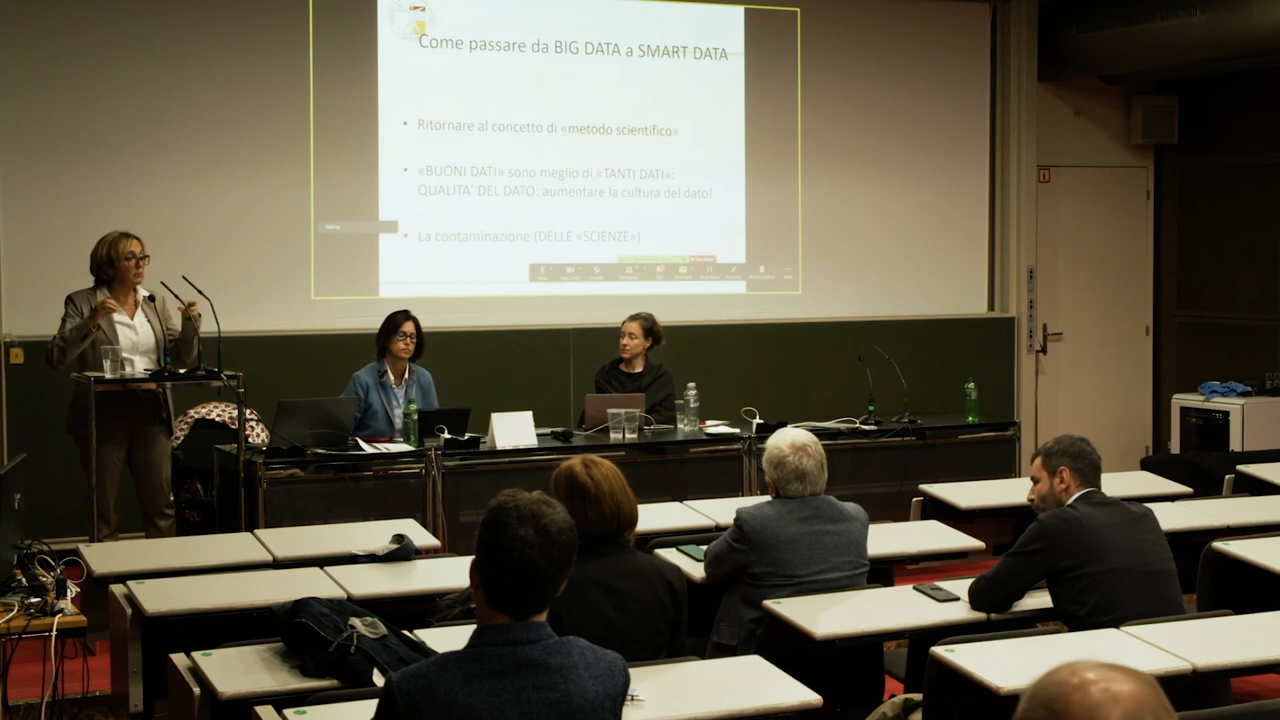 Come passare da BIG DATA a SMART DATA
• Ritornare al concetto di «metodo scientifico»
• «BUONI DATI» sono meglio di «TANTI DATI»:
QUALITA' DEL DATO: aumentare la cultura del dato!
• La contaminazione (DELLE «SCIENZE»)